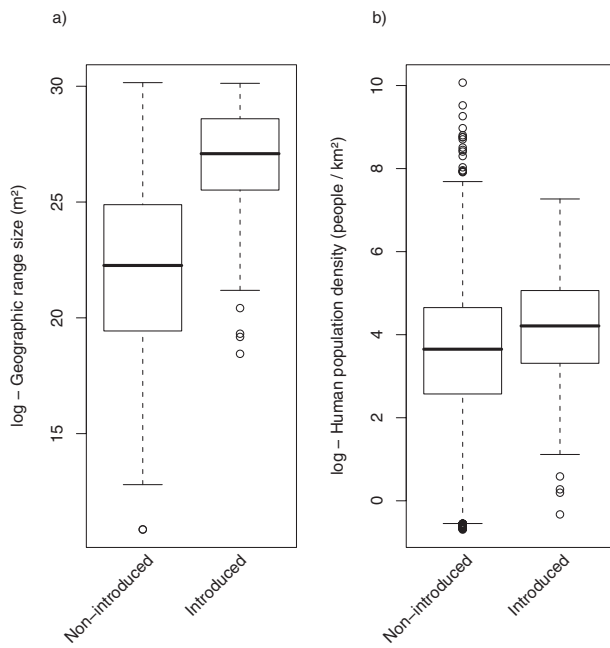 a)
log − Geographic range size (m²)
30
25
20
15
Non−introduced
Introduced
b)
log − Human population density (people / km²)
10
8
6
4
2
0
Non−introduced
Introduced